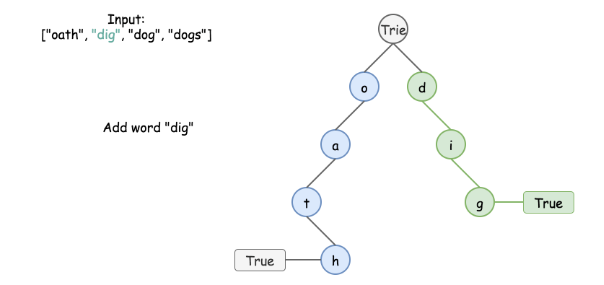 Input:
["oath", "dig", "dog", "dogs"]
Trie
o
d
Add word "dig"
a
i
t
g
True
True
h